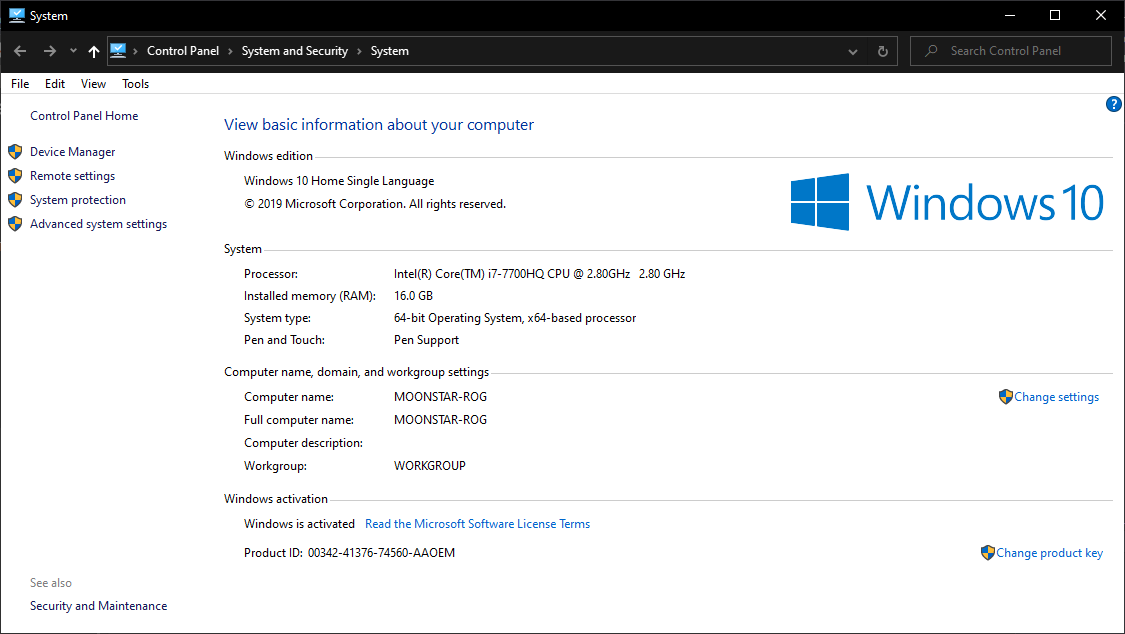 System
Control Panel › System and Security › System
Search Control Panel
File Edit View Tools
Control Panel Home
Device Manager
Remote settings
System protection
Advanced system settings
See also
Security and Maintenance
?
View basic information about your computer
Windows edition
Windows 10 Home Single Language
© 2019 Microsoft Corporation. All rights reserved.
Windows 10
System
Processor: Intel(R) Core(TM) i7-7700HQ CPU @ 2.80GHz 2.80 GHz
Installed memory (RAM): 16.0 GB
System type: 64-bit Operating System, x64-based processor
Pen and Touch: Pen Support
Computer name, domain, and workgroup settings
Computer name: MOONSTAR-ROG
Change settings
Full computer name: MOONSTAR-ROG
Computer description:
Workgroup: WORKGROUP
Windows activation
Windows is activated Read the Microsoft Software License Terms
Product ID: 00342-41376-74560-AAOEM
Change product key